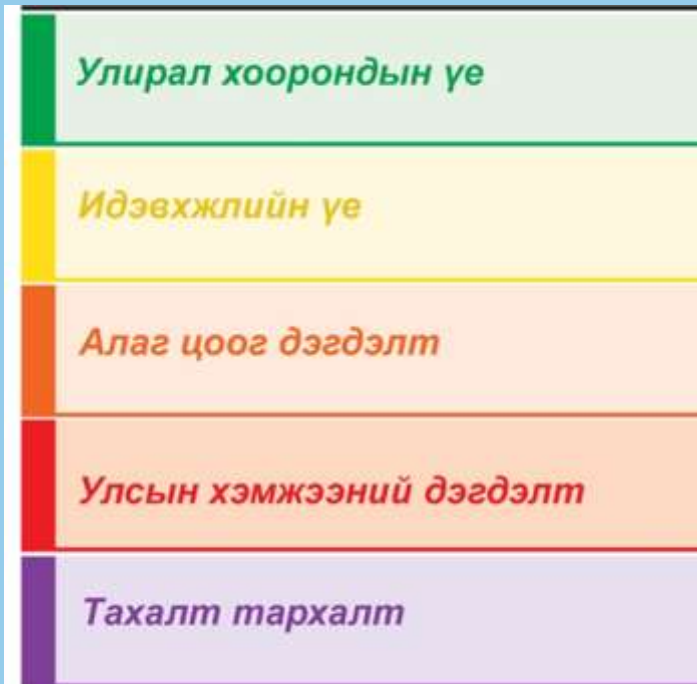 Улирал хоорондын үе
Идэвхжлийн үе
Алаг цоог дэгдэлт
Улсын хэмжээний дэгдэлт
Тахалт тархалт